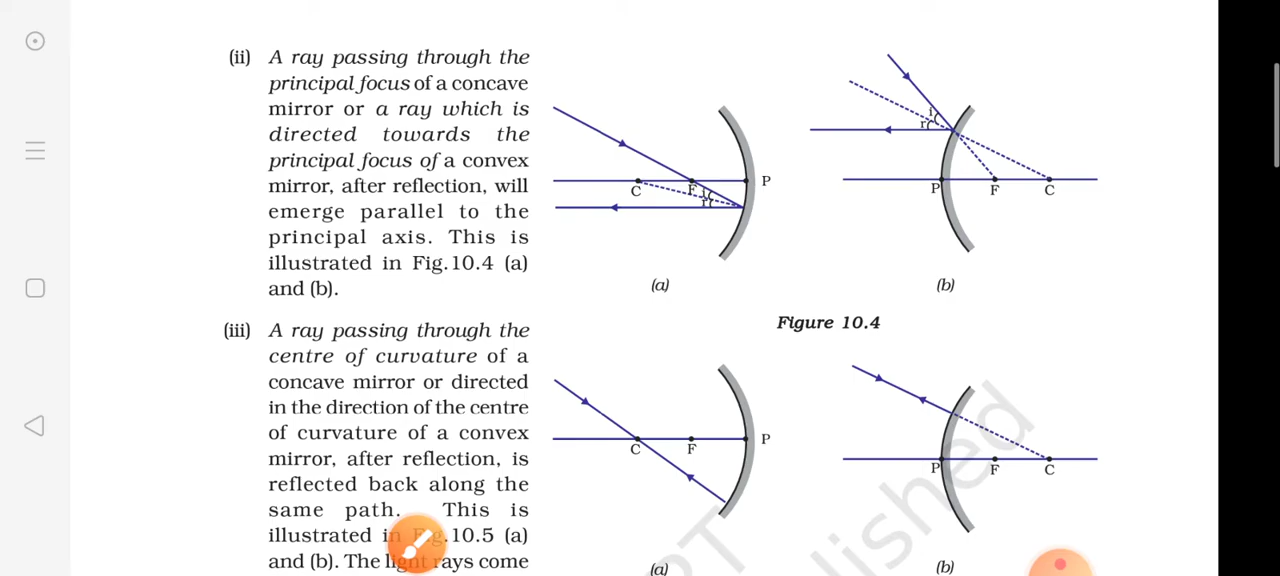 (ii) A ray passing through the
principal focus of a concave
mirror or a ray which is
directed towards the
principal focus of a convex
mirror, after reflection, will
emerge parallel to the
principal axis. This is
illustrated in Fig.10.4 (a)
and (b).
C F i r P
(a)
i r P F C
(b)
Figure 10.4
(iii) A ray passing through the
centre of curvature of a
concave mirror or directed
in the direction of the centre
of curvature of a convex
mirror, after reflection, is
reflected back along the
same path. This is
illustrated in Fig.10.5 (a)
and (b). The light rays come
C F P
(a)
P F C
(b)